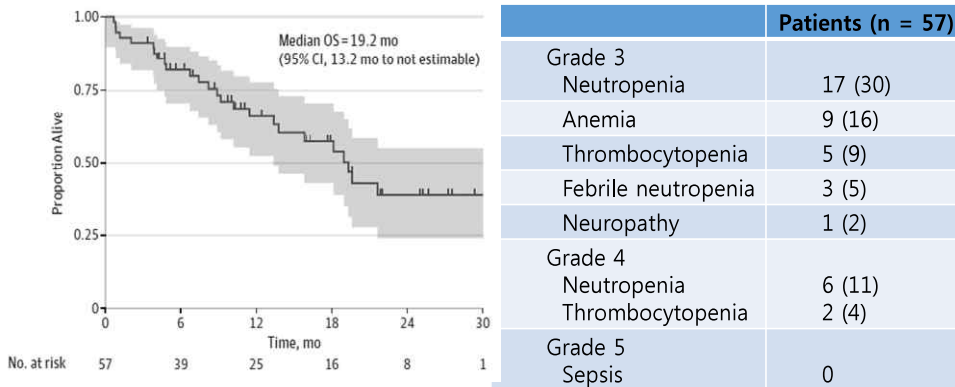 1.00
0.75
0.50
0.25
0
Proportion Alive
Median OS = 19.2 mo
(95% CI, 13.2 mo to not estimable)
0 6 12 18 24 30
Time, mo
No. at risk 57 39 25 16 8 1
Patients (n = 57)
Grade 3
Neutropenia 17 (30)
Anemia 9 (16)
Thrombocytopenia 5 (9)
Febrile neutropenia 3 (5)
Neuropathy 1 (2)
Grade 4
Neutropenia 6 (11)
Thrombocytopenia 2 (4)
Grade 5
Sepsis 0